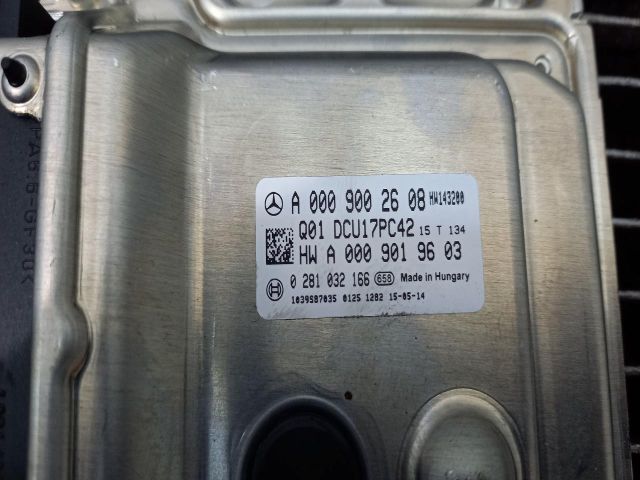 A 000 900 26 08 HW143200
Q01 DCU17PC42 15 T 134
HW A 000 901 96 03
0 281 032 166 658 Made in Hungary
1039S87035 0125 1282 15-05-14